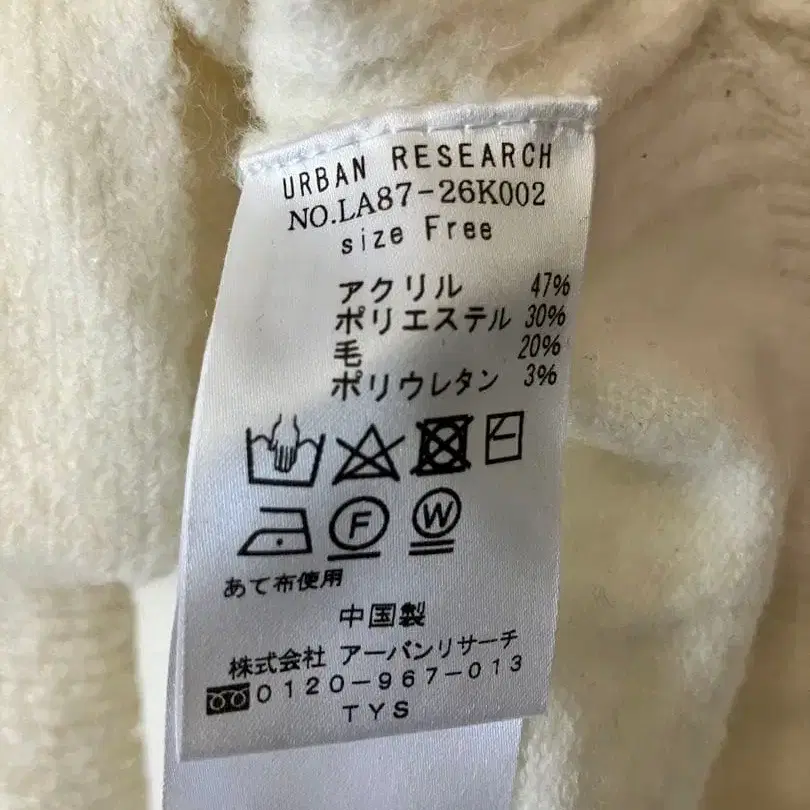 URBAN RESEARCH
NO.LA87-26K002
size Free
アクリル 47%
ポリエステル 30%
毛 20%
ポリウレタン 3%
F W
あて布使用
中国製
株式会社 アーバンリサーチ
0120-967-013
TYS